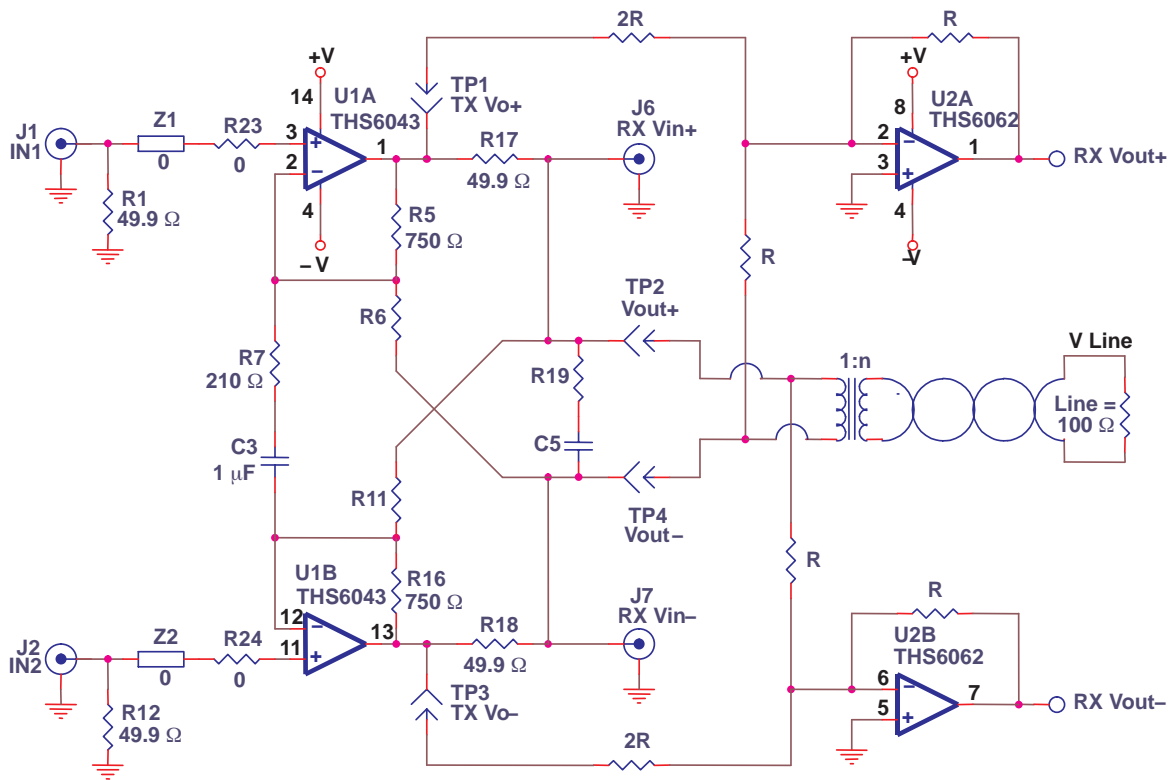 2R
R
+V
TP1
TX Vo+
+V
14
U1A
THS6043
J6
RX Vin+
8
U2A
THS6062
J1
IN1
Z1
0
R23
0
3
+
2
−
1
R17
49.9 Ω
2
−
3
+
1
RX Vout+
R1
49.9 Ω
4
−V
R5
750 Ω
4
−V
R
TP2
Vout+
R6
V Line
1:n
R7
210 Ω
R19
Line =
100 Ω
C3
1 μF
C5
R11
TP4
Vout−
R
U1B
THS6043
R16
750 Ω
J7
RX Vin−
R
12
−
13
R18
49.9 Ω
U2B
THS6062
J2
IN2
Z2
0
R24
0
11
+
6
−
5
+
7
RX Vout−
R12
49.9 Ω
TP3
TX Vo−
2R